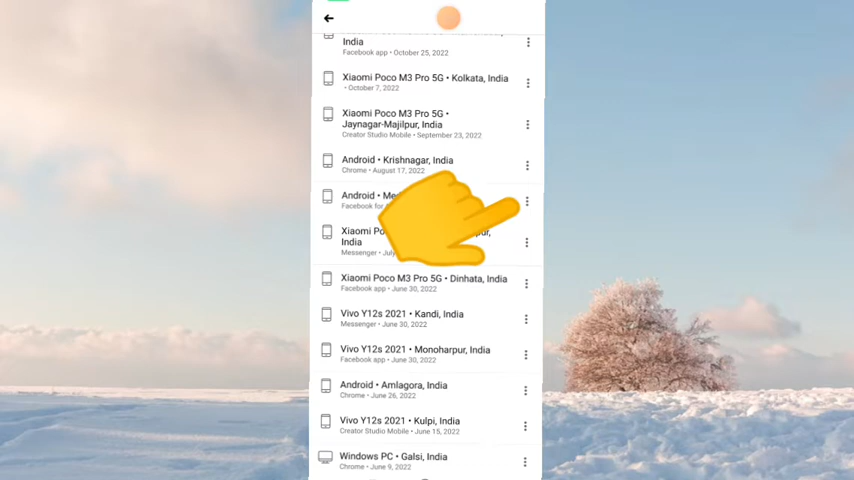 India
Facebook app • October 25, 2022
Xiaomi Poco M3 Pro 5G • Kolkata, India
• October 7, 2022
Xiaomi Poco M3 Pro 5G •
Jaynagar-Majilpur, India
Creator Studio Mobile • September 23, 2022
Android • Krishnagar, India
Chrome • August 17, 2022
Android •
Facebook
Xiaomi
India
Messenger •
Xiaomi Poco M3 Pro 5G • Dinhata, India
Facebook app • June 30, 2022
Vivo Y12s 2021 • Kandi, India
Messenger • June 30, 2022
Vivo Y12s 2021 • Monoharpur, India
Facebook app • June 30, 2022
Android • Amlagora, India
Chrome • June 26, 2022
Vivo Y12s 2021 • Kulpi, India
Creator Studio Mobile • June 15, 2022
Windows PC • Galsi, India
Chrome • June 9, 2022